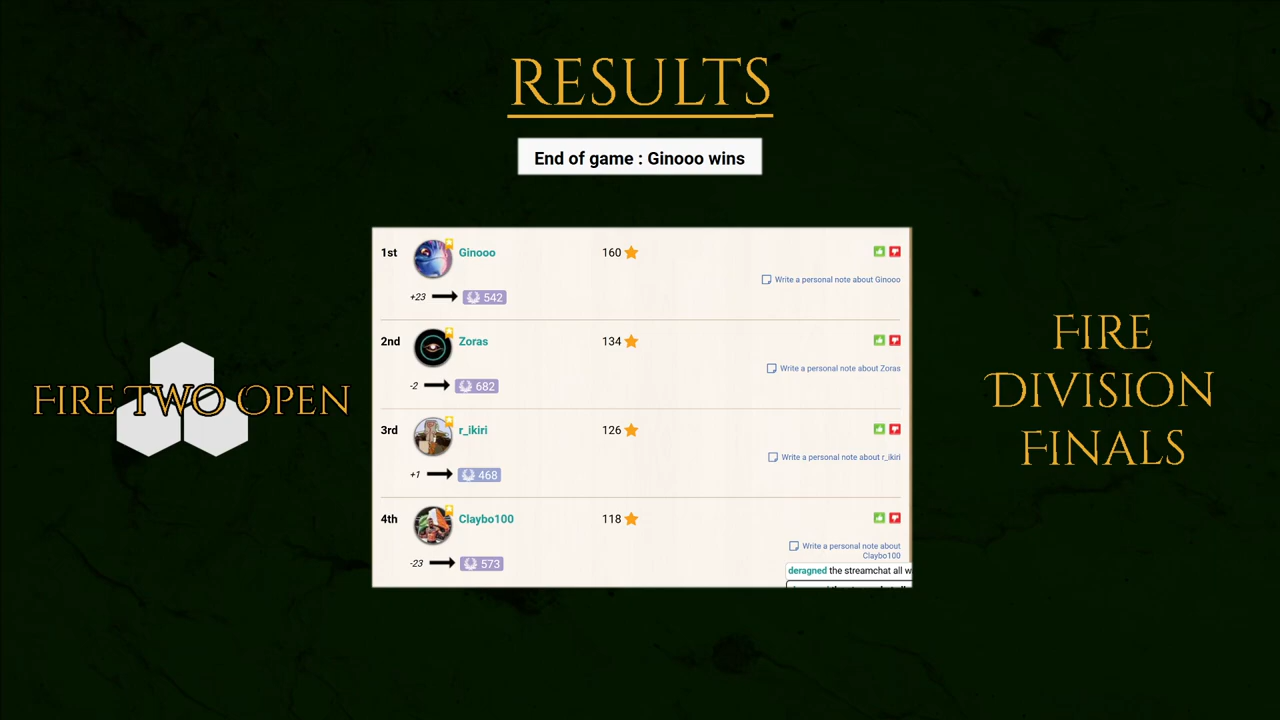 RESULTS
End of game : Ginooo wins
1st
Ginooo
160
Write a personal note about Ginooo
+23
542
2nd
Zoras
134
Write a personal note about Zoras
-2
682
3rd
r_ikiri
126
Write a personal note about r_ikiri
+1
468
4th
Claybo100
118
Write a personal note about
Claybo100
-23
573
deragned the streamchat all w
FIRE TWO OPEN
FIRE
DIVISION
FINALS